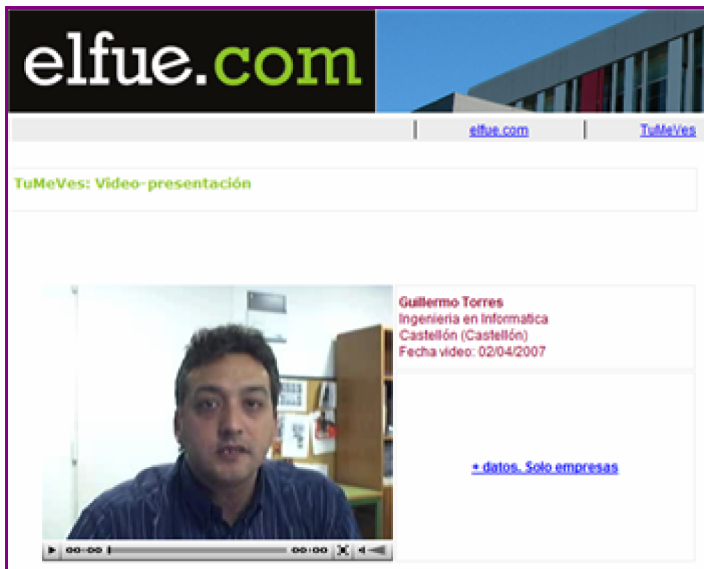 elfue.com
elfue.com
TuMeVes
TuMeVes: Video-presentación
Guillermo Torres
Ingenieria en Informatica
Castellón (Castellón)
Fecha video: 02/04/2007
+ datos. Solo empresas
00:00
00:00